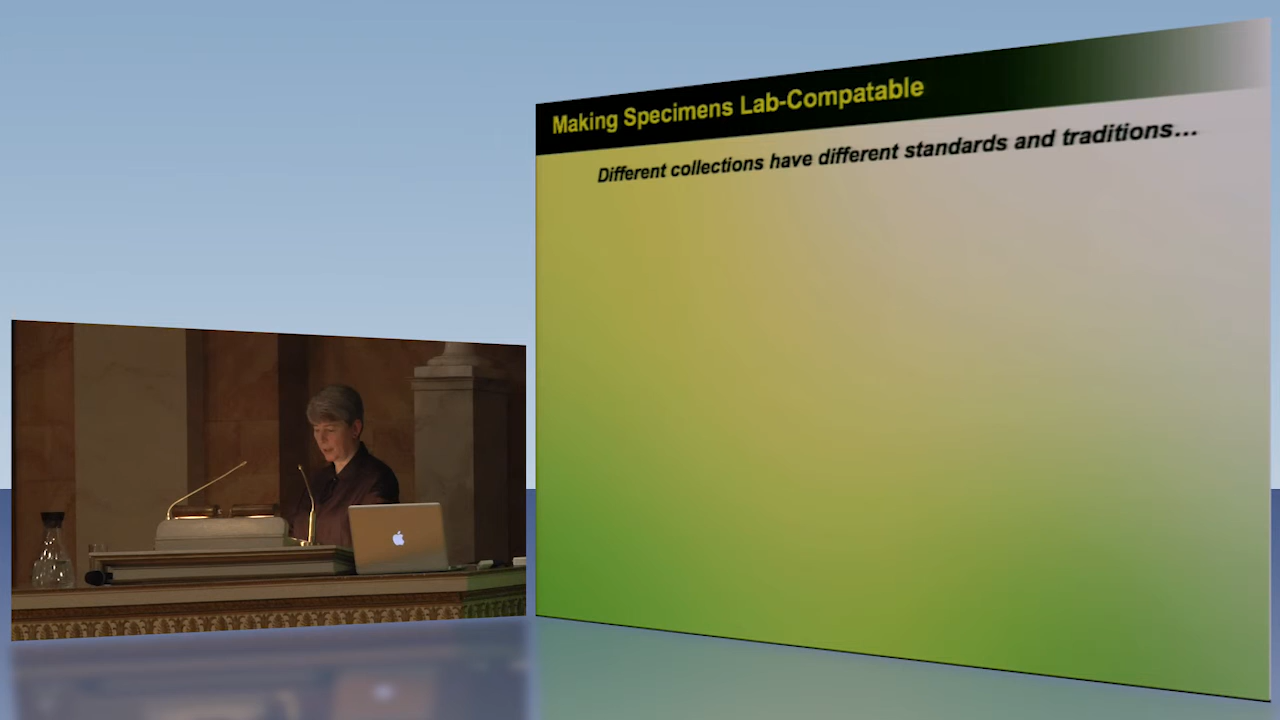 Making Specimens Lab-Compatable
Different collections have different standards and traditions...